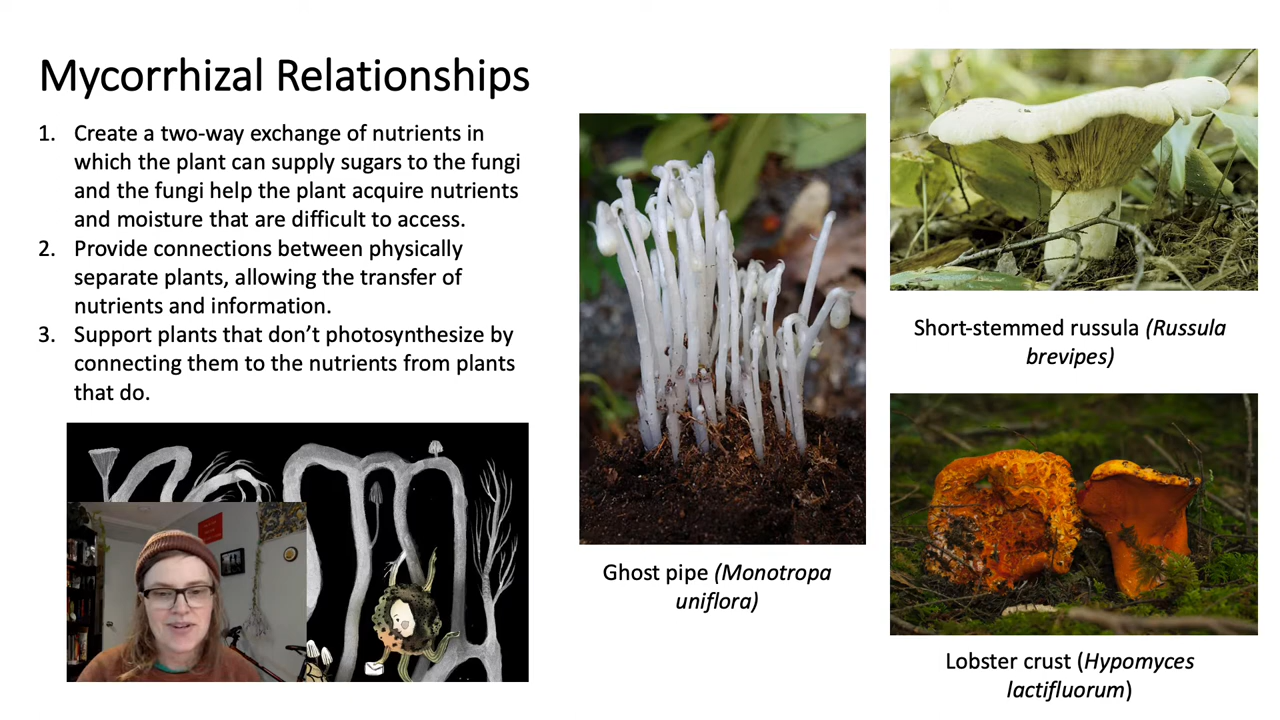 Mycorrhizal Relationships
1. Create a two-way exchange of nutrients in
which the plant can supply sugars to the fungi
and the fungi help the plant acquire nutrients
and moisture that are difficult to access.
2. Provide connections between physically
separate plants, allowing the transfer of
nutrients and information.
3. Support plants that don’t photosynthesize by
connecting them to the nutrients from plants
that do.
Ghost pipe (Monotropa
uniflora)
Short-stemmed russula (Russula
brevipes)
Lobster crust (Hypomyces
lactifluorum)